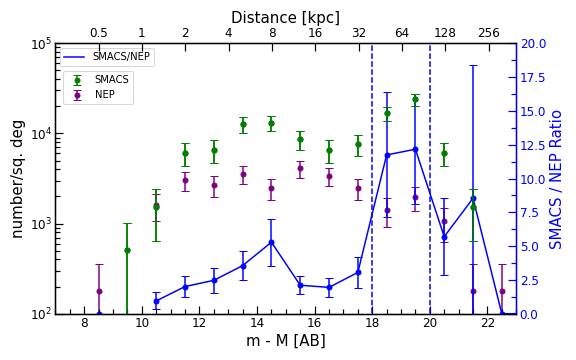 Distance [kpc]
0.5 1 2 4 8 16 32 64 128 256
SMACS/NEP
SMACS
NEP
number/sq. deg
10^5
10^4
10^3
10^2
SMACS / NEP Ratio
20.0
17.5
15.0
12.5
10.0
7.5
5.0
2.5
0.0
8 10 12 14 16 18 20 22
m - M [AB]